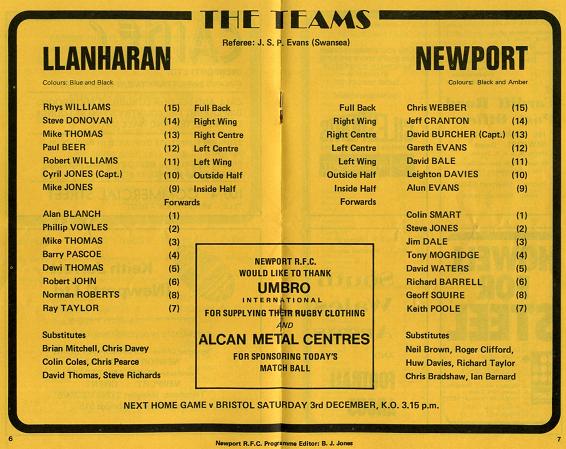 THE TEAMS
Referee: J. S. P. Evans (Swansea)
LLANHARAN NEWPORT
Colours: Blue and Black Colours: Black and Amber
Rhys WILLIAMS (15) Full Back Full Back Chris WEBBER (15)
Steve DONOVAN (14) Right Wing Right Wing Jeff CRANTON (14)
Mike THOMAS (13) Right Centre Right Centre David BURCHER (Capt.) (13)
Paul BEER (12) Left Centre Left Centre Gareth EVANS (12)
Robert WILLIAMS (11) Left Wing Left Wing David BALE (11)
Cyril JONES (Capt.) (10) Outside Half Outside Half Leighton DAVIES (10)
Mike JONES (9) Inside Half Inside Half Alun EVANS (9)
Forwards Forwards
Alan BLANCH (1) Colin SMART (1)
Phillip VOWLES (2) Steve JONES (2)
Mike THOMAS (3) Jim DALE (3)
Barry PASCOE (4) Tony MOGRIDGE (4)
Dewi THOMAS (5) David WATERS (5)
Robert JOHN (6) Richard BARRELL (6)
Norman ROBERTS (8) Geoff SQUIRE (8)
Ray TAYLOR (7) Keith POOLE (7)
NEWPORT R.F.C.
WOULD LIKE TO THANK
UMBRO
INTERNATIONAL
FOR SUPPLYING THEIR RUGBY CLOTHING
AND
ALCAN METAL CENTRES
FOR SPONSORING TODAY'S
MATCH BALL
Substitutes Substitutes
Brian Mitchell, Chris Davey Neil Brown, Roger Clifford,
Colin Coles, Chris Pearce Huw Davies, Richard Taylor
David Thomas, Steve Richards Chris Bradshaw, Ian Barnard
NEXT HOME GAME v BRISTOL SATURDAY 3rd DECEMBER, K.O. 3.15 p.m.
6 7
Newport R.F.C. Programme Editor: B. J. Jones